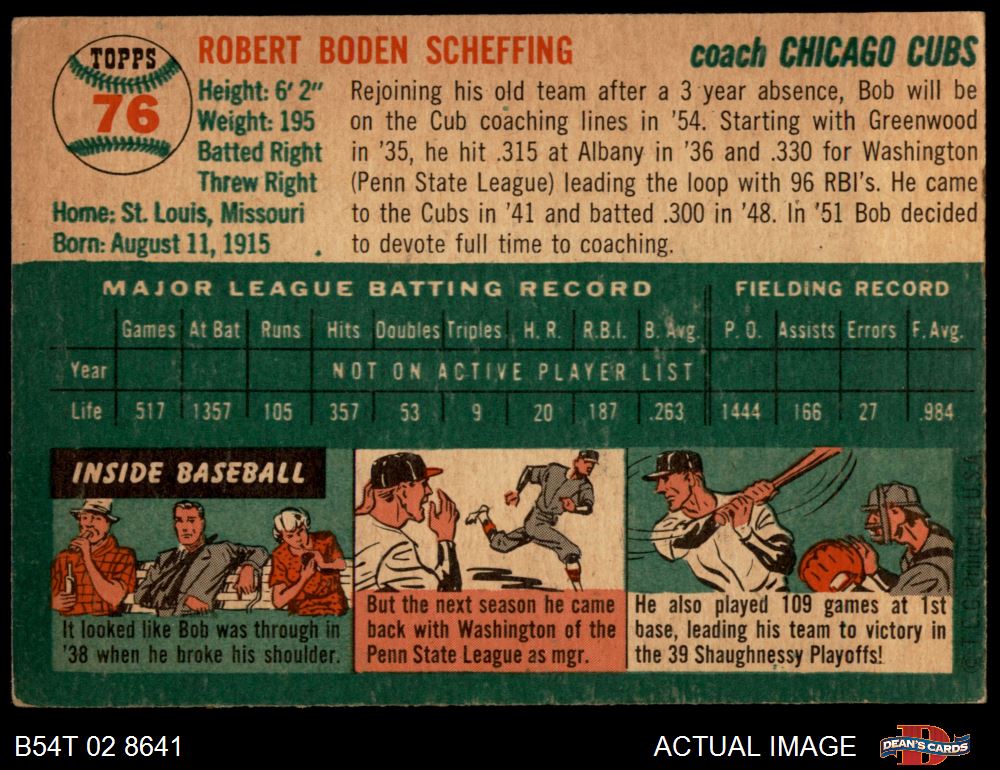 TOPPS
76
ROBERT BODEN SCHEFFING
coach CHICAGO CUBS
Height: 6' 2"
Weight: 195
Batted Right
Threw Right
Home: St. Louis, Missouri
Born: August 11, 1915
Rejoining his old team after a 3 year absence, Bob will be
on the Cub coaching lines in '54. Starting with Greenwood
in '35, he hit .315 at Albany in '36 and .330 for Washington
(Penn State League) leading the loop with 96 RBI's. He came
to the Cubs in '41 and batted .300 in '48. In '51 Bob decided
to devote full time to coaching.
MAJOR LEAGUE BATTING RECORD FIELDING RECORD
Games At Bat Runs Hits Doubles Triples H. R. R.B.I. B. Avg. P. O. Assists Errors F. Avg.
Year NOT ON ACTIVE PLAYER LIST
Life 517 1357 105 357 53 9 20 187 .263 1444 166 27 .984
INSIDE BASEBALL
It looked like Bob was through in
'38 when he broke his shoulder.
But the next season he came
back with Washington of the
Penn State League as mgr.
He also played 109 games at 1st
base, leading his team to victory in
the 39 Shaughnessy Playoffs!
© T. C. G. Printed in U.S.A.
B54T 02 8641
ACTUAL IMAGE
D
DEAN'S CARDS